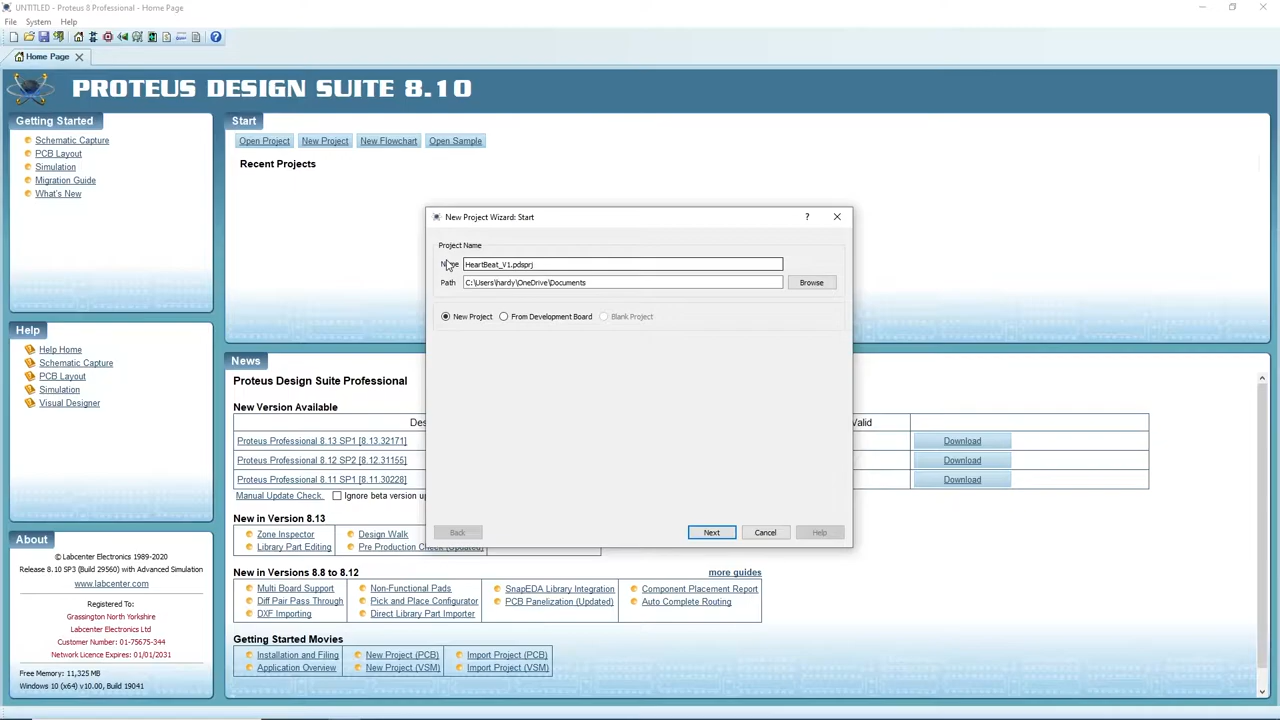 UNTITLED - Proteus 8 Professional - Home Page
File System Help
Home Page
PROTEUS DESIGN SUITE 8.10
Getting Started
Schematic Capture
PCB Layout
Simulation
Migration Guide
What's New
Start
Open Project New Project New Flowchart Open Sample
Recent Projects
New Project Wizard: Start
Project Name
HeartBeat_V1.pdsprj
Path C:\Users\hardy\OneDrive\Documents Browse
New Project From Development Board Blank Project
Back Next Cancel Help
Help
Help Home
Schematic Capture
PCB Layout
Simulation
Visual Designer
News
Proteus Design Suite Professional
New Version Available
Proteus Professional 8.13 SP1 [8.13.32171] Download
Proteus Professional 8.12 SP2 [8.12.31155] Download
Proteus Professional 8.11 SP1 [8.11.30228] Download
Manual Update Check Ignore beta version
New in Version 8.13
Zone Inspector Design Walk
Library Part Editing Pre Production Check (Updated)
New in Versions 8.8 to 8.12 more guides
Multi Board Support Non-Functional Pads SnapEDA Library Integration Component Placement Report
Diff Pair Pass Through Pick and Place Configurator PCB Panelization (Updated) Auto Complete Routing
DXF Importing Direct Library Part Importer
Getting Started Movies
Installation and Filing New Project (PCB) Import Project (PCB)
Application Overview New Project (VSM) Import Project (VSM)
About
© Labcenter Electronics 1989-2020
Release 8.10 SP3 (Build 29560) with Advanced Simulation
www.labcenter.com
Registered To:
Grassington North Yorkshire
Labcenter Electronics Ltd
Customer Number: 01-75675-344
Network Licence Expires: 01/01/2031
Free Memory: 11,325 MB
Windows 10 (x64) v10.00, Build 19041